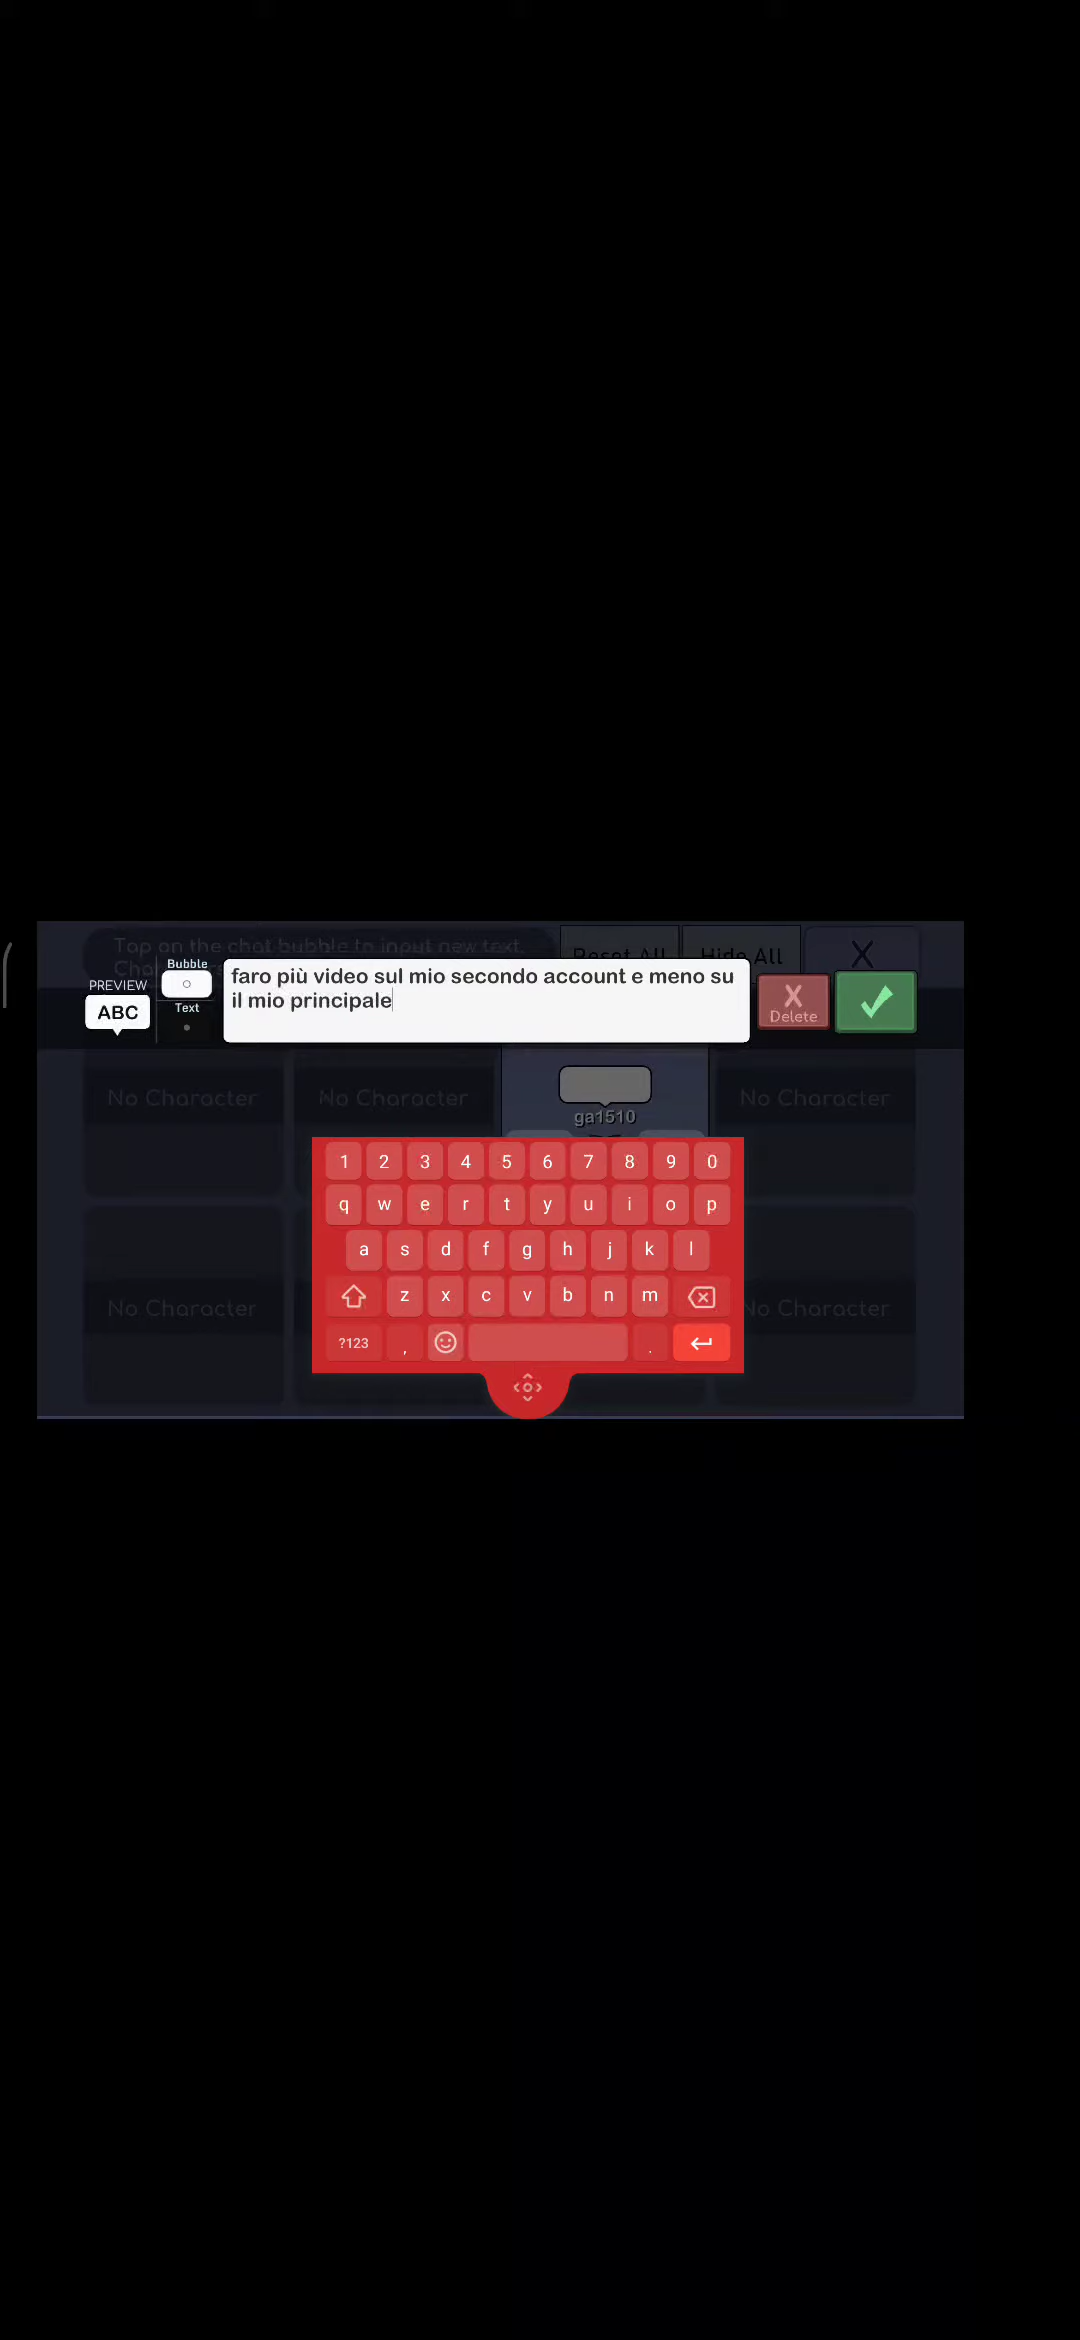 Tap on the chat bubble to input new text.
Reset All
Hide All
X
Bubble
PREVIEW
ABC
Text
faro più video sul mio secondo account e meno su
il mio principale
X
Delete
No Character
No Character
ga1510
No Character
1 2 3 4 5 6 7 8 9 0
q w e r t y u i o p
a s d f g h j k l
z x c v b n m
?123 , .
No Character
No Character